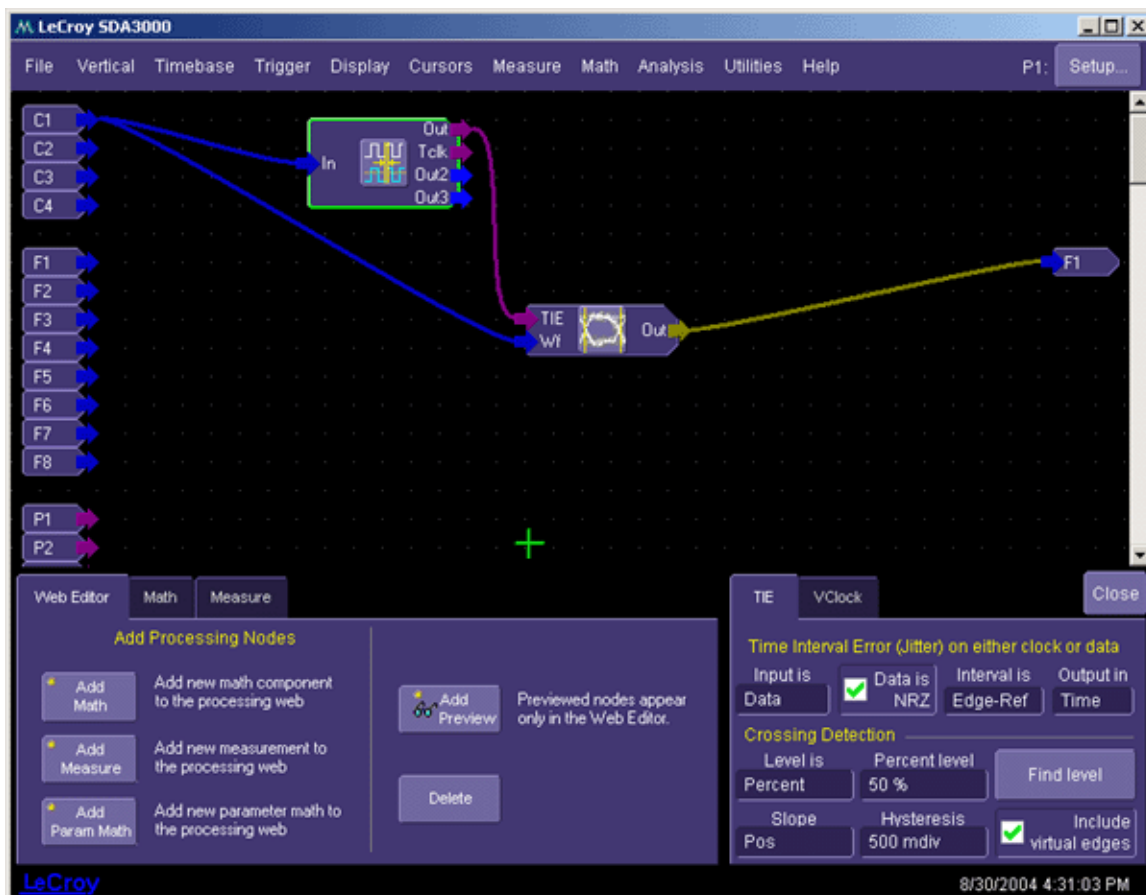 LeCroy SDA3000
File Vertical Timebase Trigger Display Cursors Measure Math Analysis Utilities Help P1: Setup...
C1
C2
C3
C4
In
Out
Tclk
Out2
Out3
F1
F2
F3
F4
F5
F6
F7
F8
P1
P2
TIE
Wf
Out
F1
Web Editor Math Measure
Add Processing Nodes
Add Math
Add new math component
to the processing web
Add Measure
Add new measurement to
the processing web
Add Param Math
Add new parameter math to
the processing web
Add Preview
Previewed nodes appear
only in the Web Editor.
Delete
TIE VClock Close
Time Interval Error (Jitter) on either clock or data
Input is
Data
Data is NRZ
Interval is
Edge-Ref
Output in
Time
Crossing Detection
Level is
Percent
Percent level
50 %
Find level
Slope
Pos
Hysteresis
500 mdiv
Include
virtual edges
LeCroy
8/30/2004 4:31:03 PM